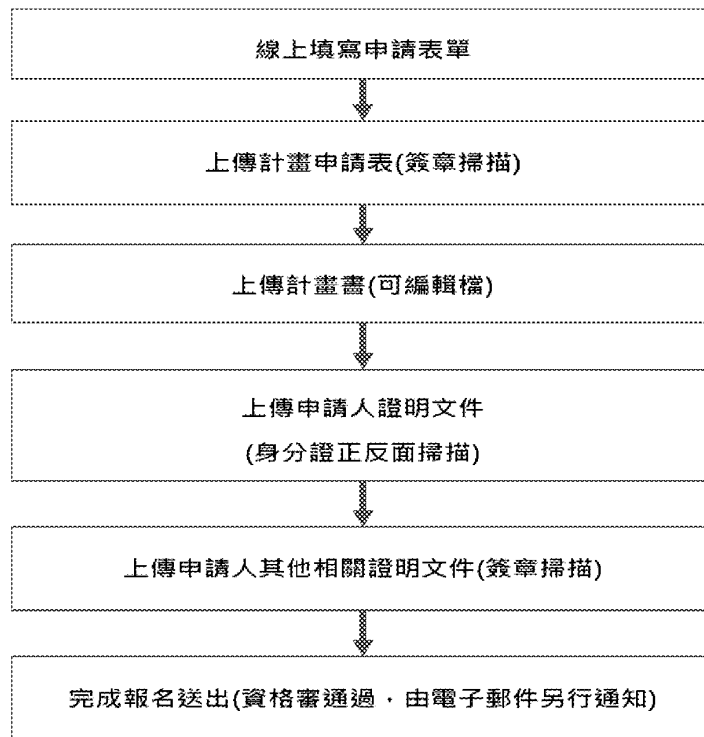 線上填寫申請表單
上傳計畫申請表(簽章掃描)
上傳計畫書(可編輯檔)
上傳申請人證明文件
(身分證正反面掃描)
上傳申請人其他相關證明文件(簽章掃描)
完成報名送出(資格審通過，由電子郵件另行通知)